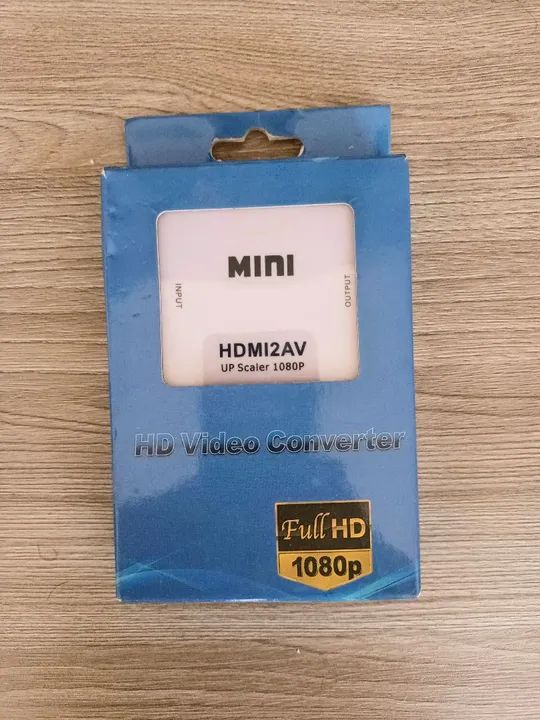 MINI
INPUT
OUTPUT
HDMI2AV
UP Scaler 1080P
HD Video Converter
Full HD
1080p